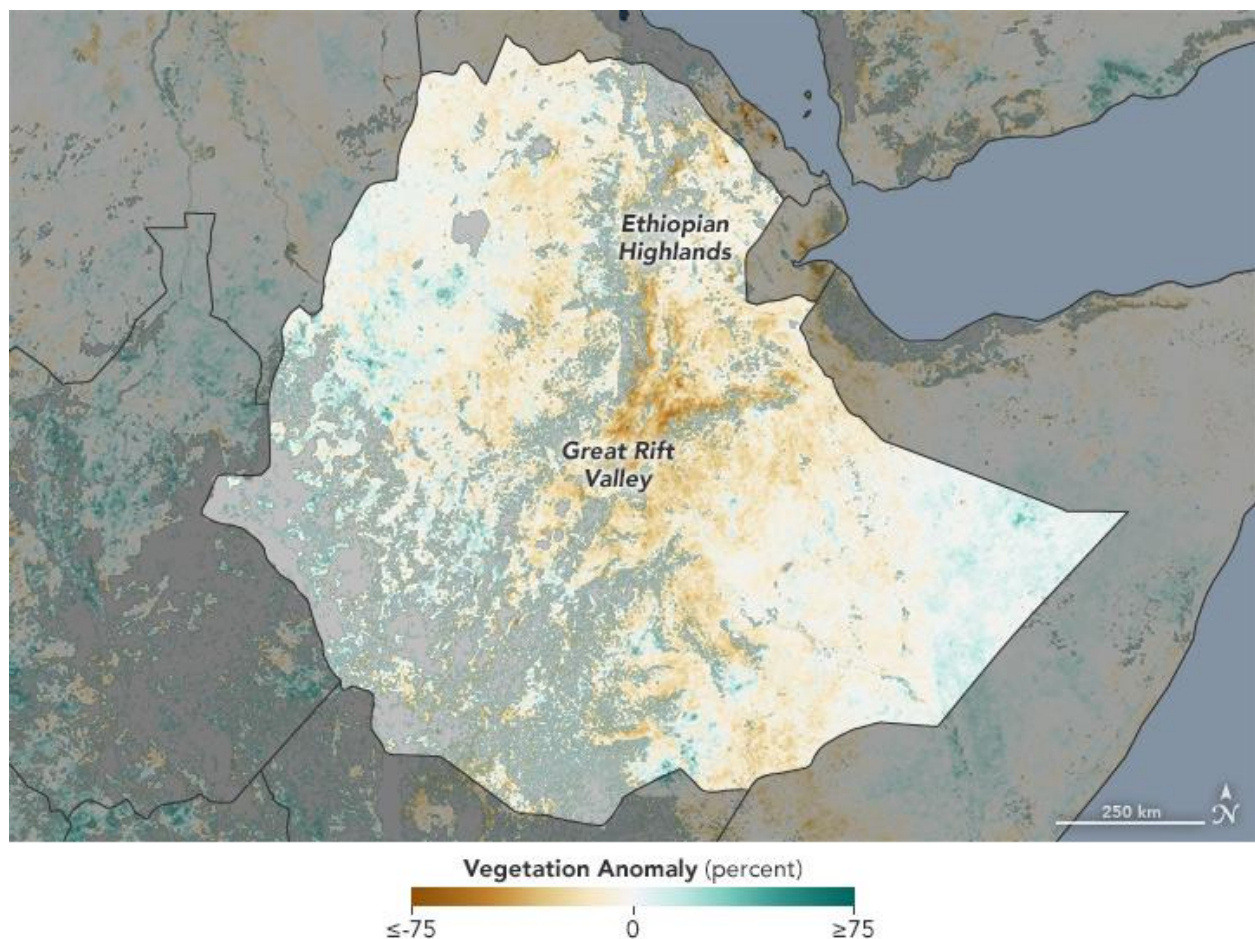 Ethiopian
Highlands
Great Rift
Valley
250 km
N
Vegetation Anomaly (percent)
≤-75 0 ≥75